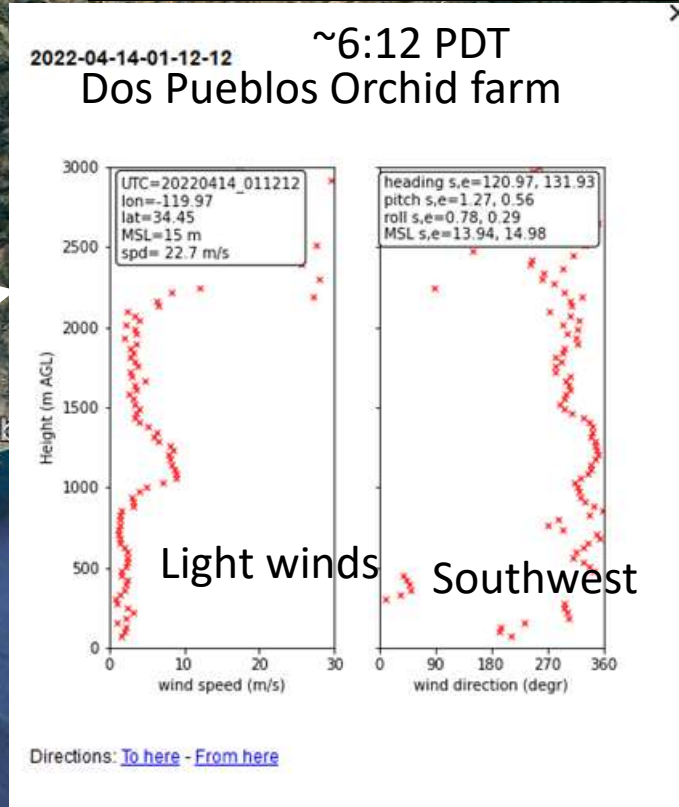 2022-04-14-01-12-12
~6:12 PDT
Dos Pueblos Orchid farm
3000
2500
2000
1500
1000
500
0
Height (m AGL)
UTC=20220414_011212
lon=-119.97
lat=34.45
MSL=15 m
spd= 22.7 m/s
Light winds
0 10 20 30
wind speed (m/s)
heading s,e=120.97, 131.93
pitch s,e=1.27, 0.56
roll s,e=0.78, 0.29
MSL s,e=13.94, 14.98
Southwest
0 90 180 270 360
wind direction (degr)
Directions: To here - From here